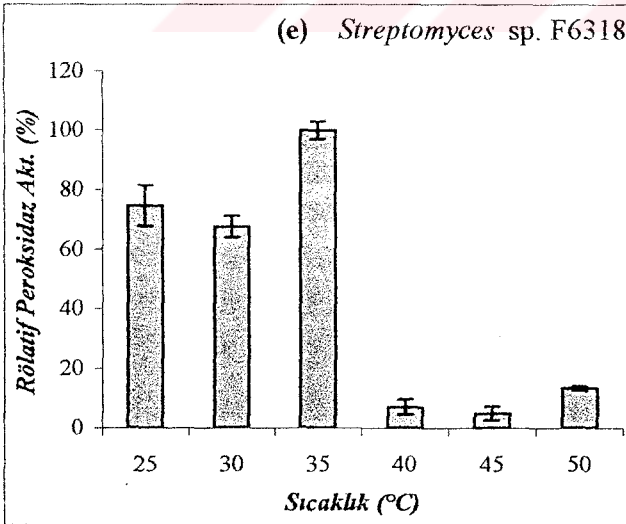 (e) Streptomyces sp. F6318
Rölatif Peroksidaz Akt. (%)
120
100
80
60
40
20
0
25 30 35 40 45 50
Sıcaklık (°C)